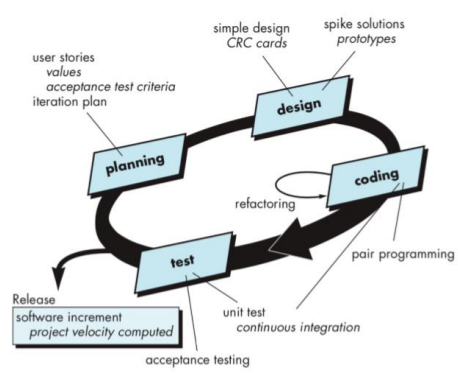 simple design
CRC cards
spike solutions
prototypes
user stories
values
acceptance test criteria
iteration plan
design
planning
coding
refactoring
test
pair programming
Release
software increment
project velocity computed
unit test
continuous integration
acceptance testing